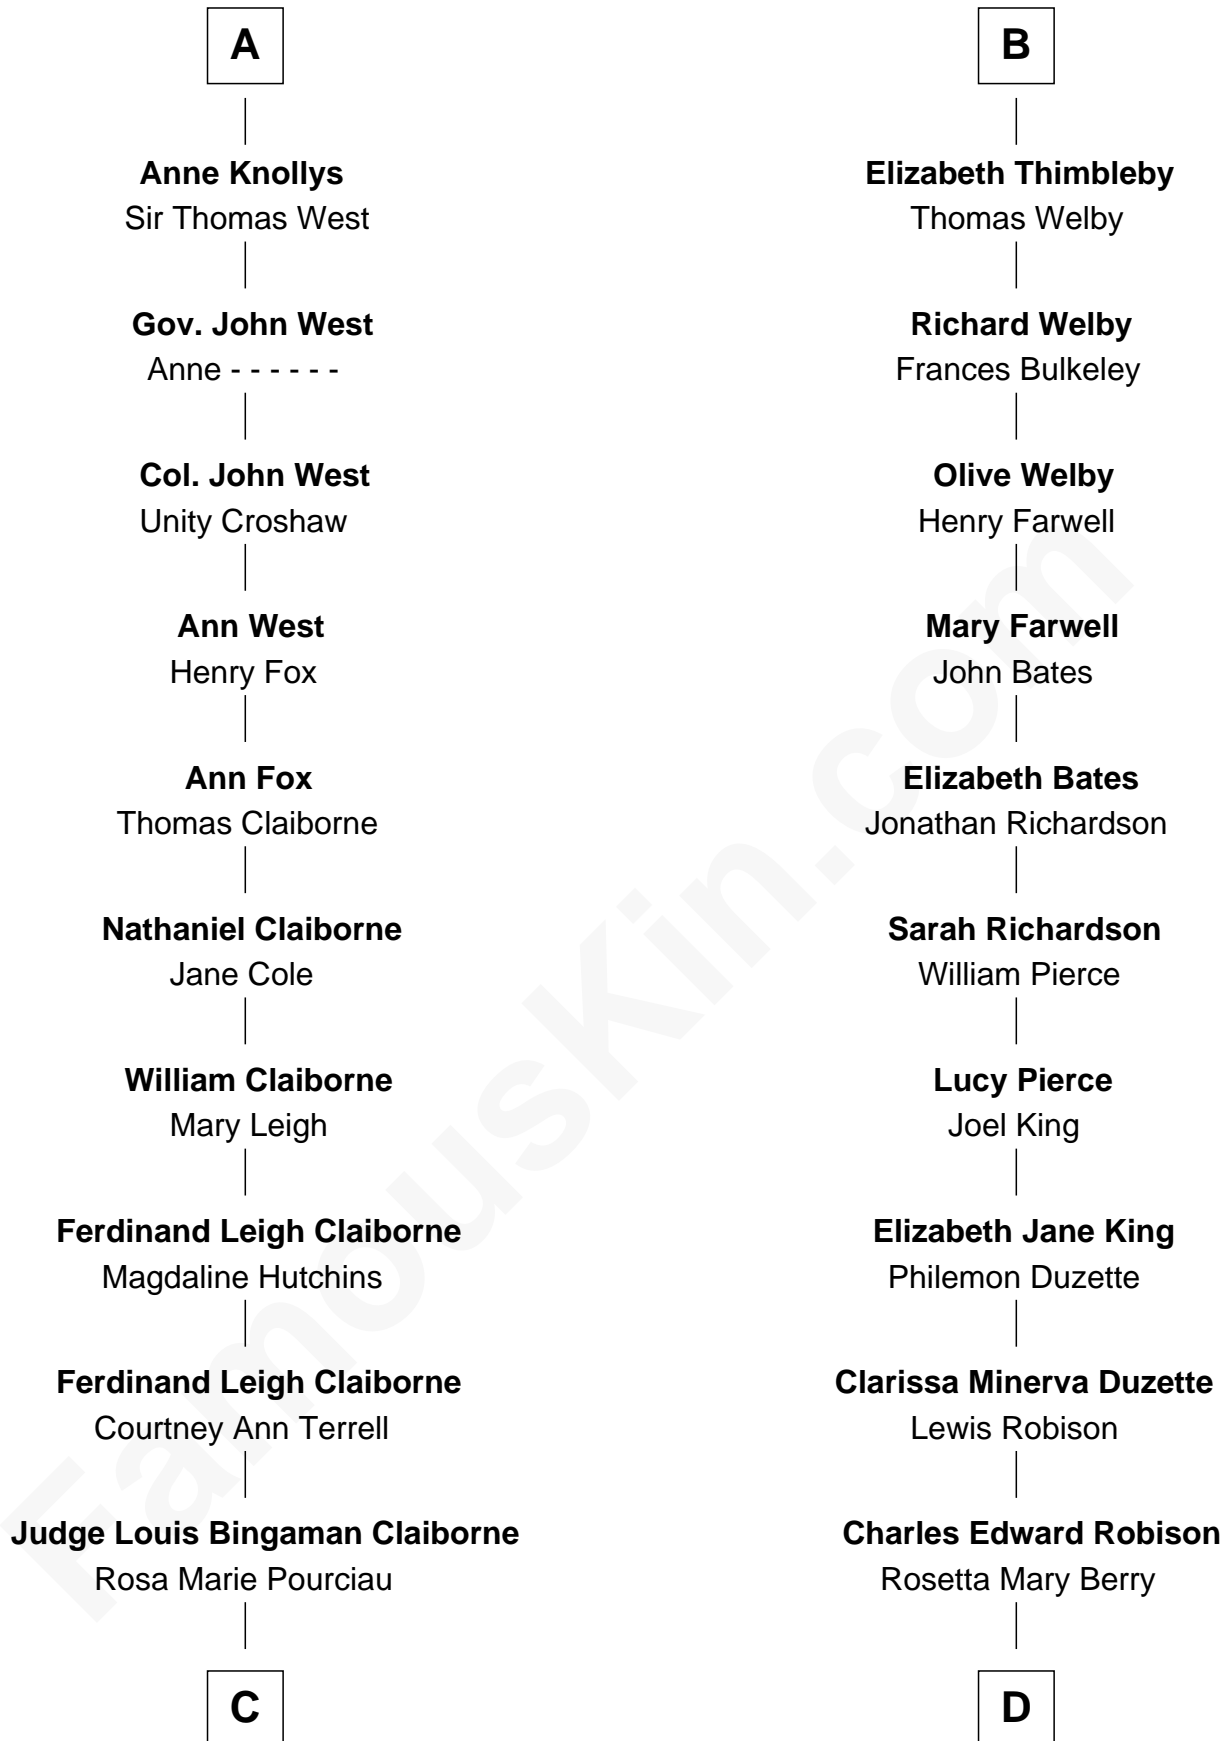 A
Anne Knollys
Sir Thomas West
Gov. John West
Anne - - - - - -
Col. John West
Unity Croshaw
Ann West
Henry Fox
Ann Fox
Thomas Claiborne
Nathaniel Claiborne
Jane Cole
William Claiborne
Mary Leigh
Ferdinand Leigh Claiborne
Magdaline Hutchins
Ferdinand Leigh Claiborne
Courtney Ann Terrell
Judge Louis Bingaman Claiborne
Rosa Marie Pourciau
C
B
Elizabeth Thimbleby
Thomas Welby
Richard Welby
Frances Bulkeley
Olive Welby
Henry Farwell
Mary Farwell
John Bates
Elizabeth Bates
Jonathan Richardson
Sarah Richardson
William Pierce
Lucy Pierce
Joel King
Elizabeth Jane King
Philemon Duzette
Clarissa Minerva Duzette
Lewis Robison
Charles Edward Robison
Rosetta Mary Berry
D
FamousKin.com